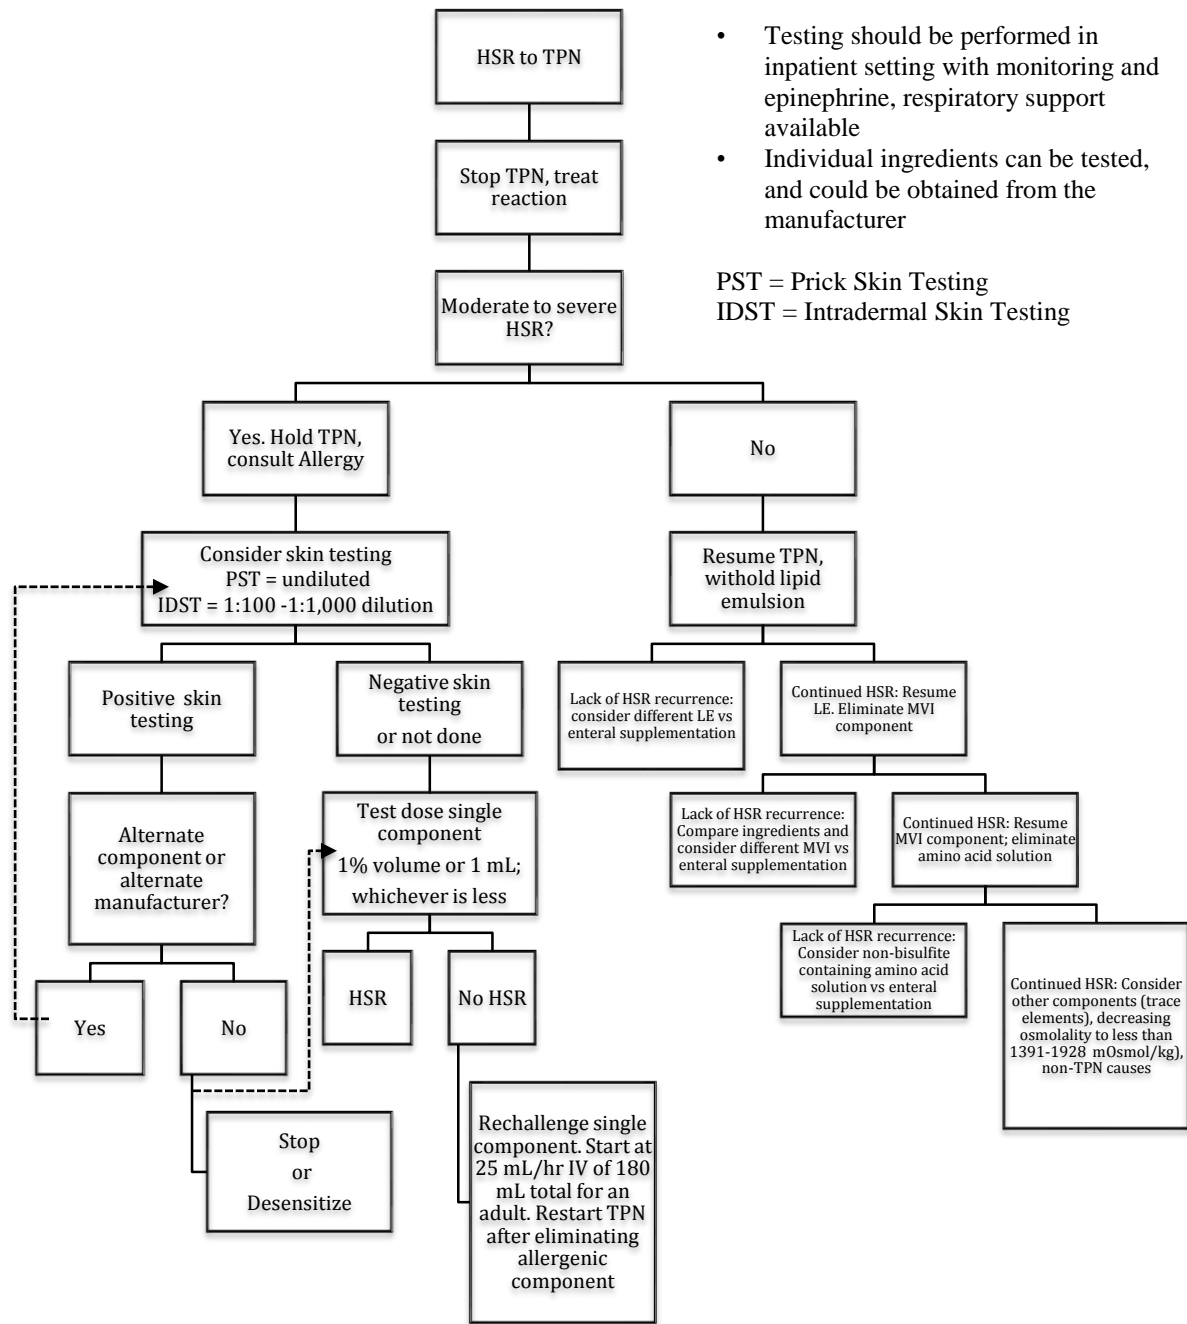 HSR to TPN
• Testing should be performed in
inpatient setting with monitoring and
epinephrine, respiratory support
available
• Individual ingredients can be tested,
and could be obtained from the
manufacturer
PST = Prick Skin Testing
IDST = Intradermal Skin Testing
Stop TPN, treat
reaction
Moderate to severe
HSR?
Yes. Hold TPN,
consult Allergy
No
Consider skin testing
PST = undiluted
IDST = 1:100 -1:1,000 dilution
Resume TPN,
withold lipid
emulsion
Positive skin
testing
Negative skin
testing
or not done
Lack of HSR recurrence:
consider different LE vs
enteral supplementation
Continued HSR: Resume
LE. Eliminate MVI
component
Alternate
component or
alternate
manufacturer?
Test dose single
component
1% volume or 1 mL;
whichever is less
Lack of HSR recurrence:
Compare ingredients and
consider different MVI vs
enteral supplementation
Continued HSR: Resume
MVI component; eliminate
amino acid solution
Yes
No
HSR
No HSR
Lack of HSR recurrence:
Consider non-bisulfite
containing amino acid
solution vs enteral
supplementation
Continued HSR: Consider
other components (trace
elements), decreasing
osmolality to less than
1391-1928 mOsmol/kg),
non-TPN causes
Stop
or
Desensitize
Rechallenge single
component. Start at
25 mL/hr IV of 180
mL total for an
adult. Restart TPN
after eliminating
allergenic
component